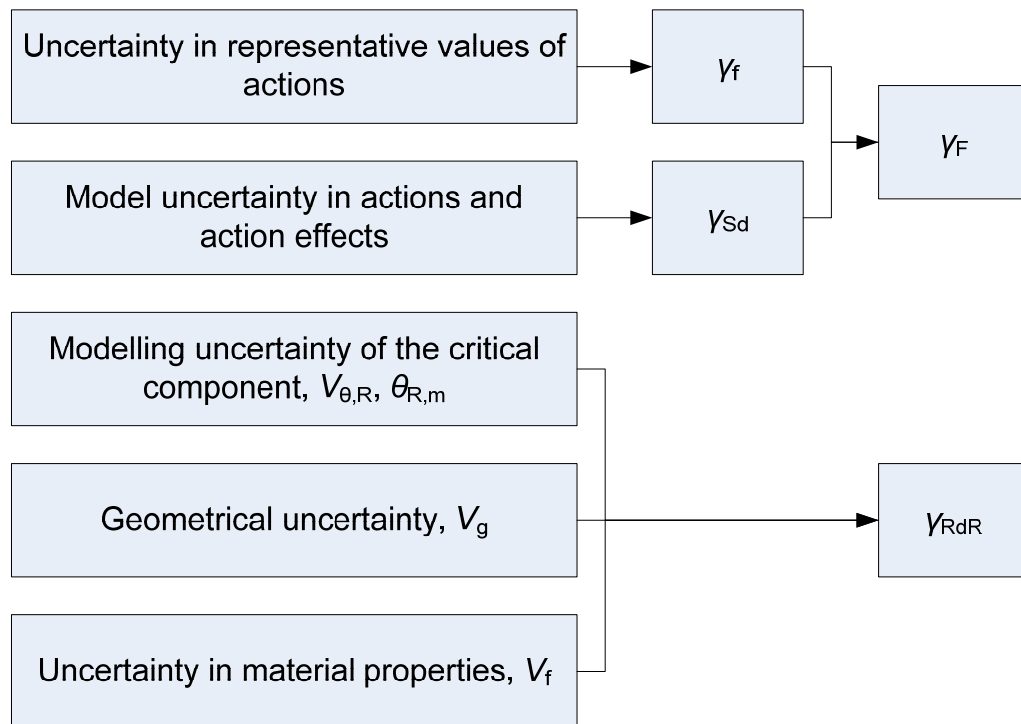 Uncertainty in representative values of
actions
γf
γF
Model uncertainty in actions and
action effects
γSd
Modelling uncertainty of the critical
component, Vθ,R, θR,m
Geometrical uncertainty, Vg
γRdR
Uncertainty in material properties, Vf